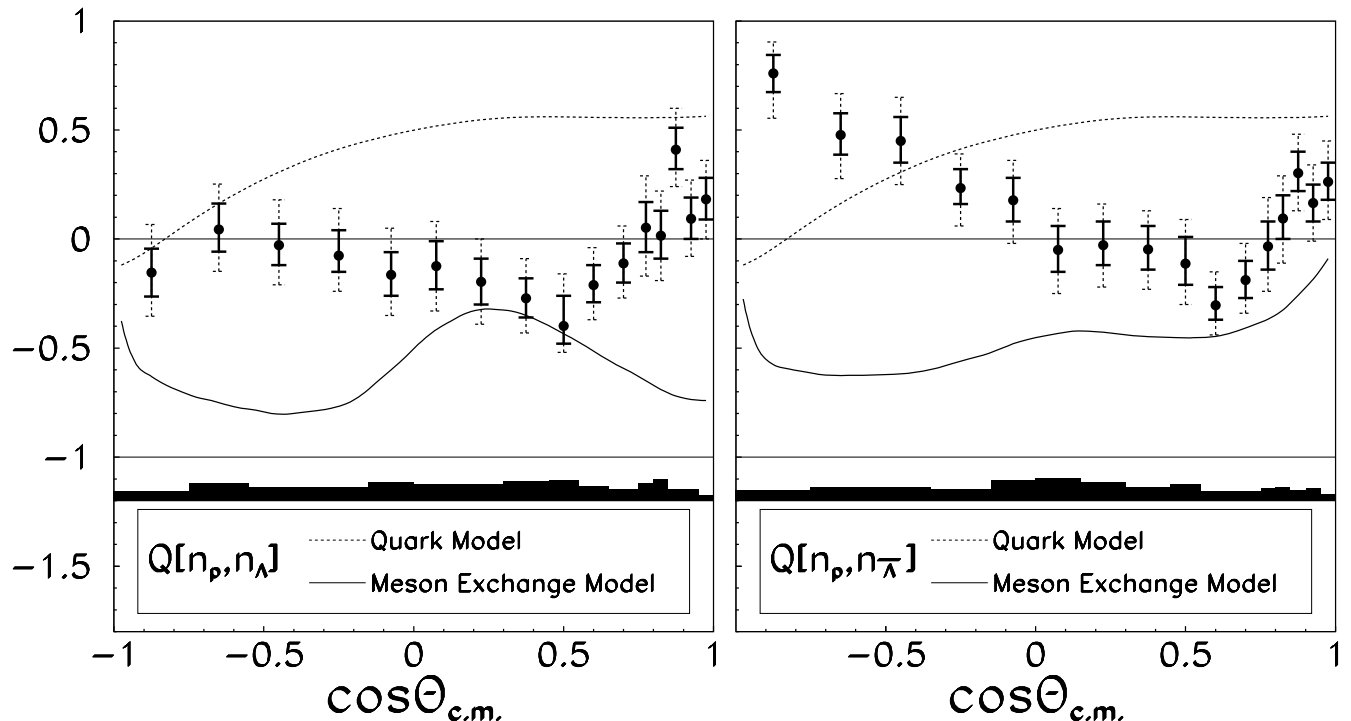 1
0.5
0
−0.5
−1
−1.5
Q[n_p,n_Λ]
Quark Model
Meson Exchange Model
Q[n_p,n_Λ̅]
Quark Model
Meson Exchange Model
−1 −0.5 0 0.5 1
−0.5 0 0.5 1
cosΘ_c.m.
cosΘ_c.m.